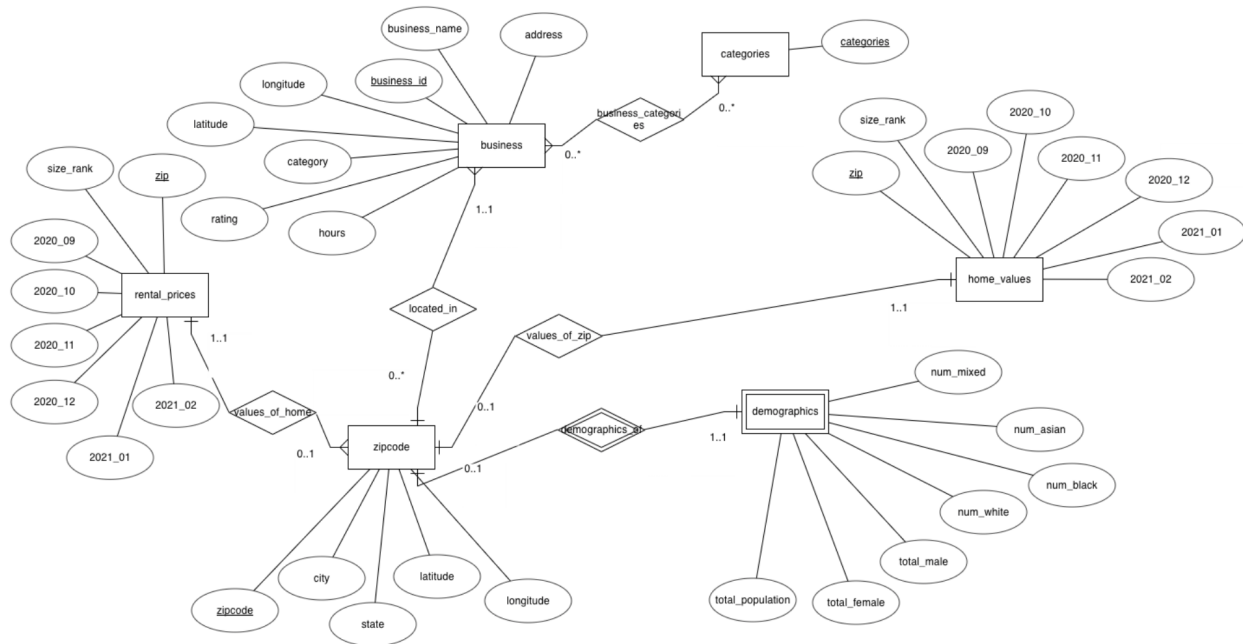 business_name
address
categories
categories
business_id
longitude
latitude
business_categori
es
0..*
0..*
business
category
rating
hours
1..1
size_rank
zip
2020_09
2020_10
2020_11
2020_12
2021_01
2021_02
rental_prices
1..1
located_in
0..*
size_rank
2020_10
2020_09
2020_11
zip
2020_12
2021_01
2021_02
home_values
1..1
values_of_zip
0..1
values_of_home
0..1
zipcode
demographics_of
0..1
1..1
demographics
num_mixed
num_asian
num_black
num_white
total_male
total_female
total_population
city
latitude
longitude
zipcode
state